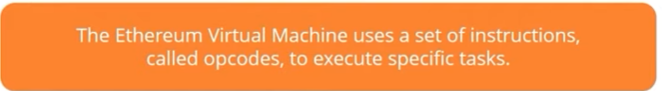 The Ethereum Virtual Machine uses a set of instructions,
called opcodes, to execute specific tasks.